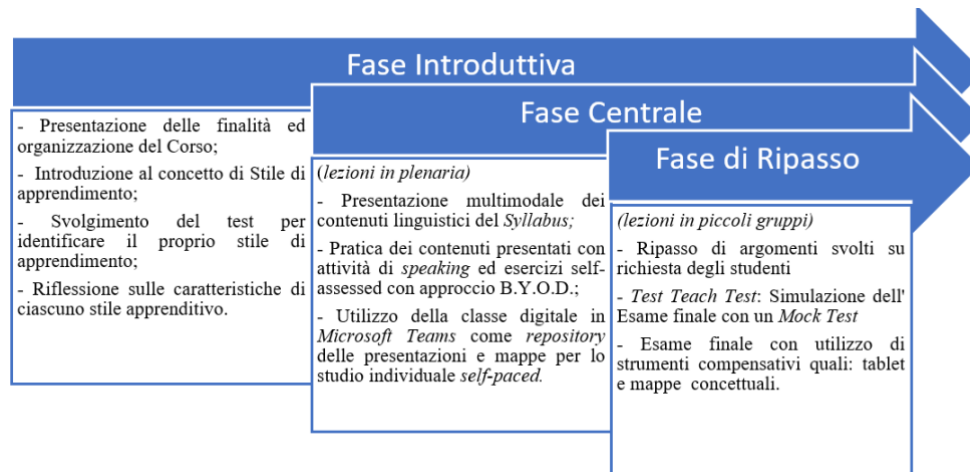 Fase Introduttiva
- Presentazione delle finalità ed
organizzazione del Corso;
- Introduzione al concetto di Stile di
apprendimento;
- Svolgimento del test per
identificare il proprio stile di
apprendimento;
- Riflessione sulle caratteristiche di
ciascuno stile apprenditivo.
Fase Centrale
(lezioni in plenaria)
- Presentazione multimodale dei
contenuti linguistici del Syllabus;
- Pratica dei contenuti presentati con
attività di speaking ed esercizi self-
assessed con approccio B.Y.O.D.;
- Utilizzo della classe digitale in
Microsoft Teams come repository
delle presentazioni e mappe per lo
studio individuale self-paced.
Fase di Ripasso
(lezioni in piccoli gruppi)
- Ripasso di argomenti svolti su
richiesta degli studenti
- Test Teach Test: Simulazione dell'
Esame finale con un Mock Test
- Esame finale con utilizzo di
strumenti compensativi quali: tablet
e mappe concettuali.